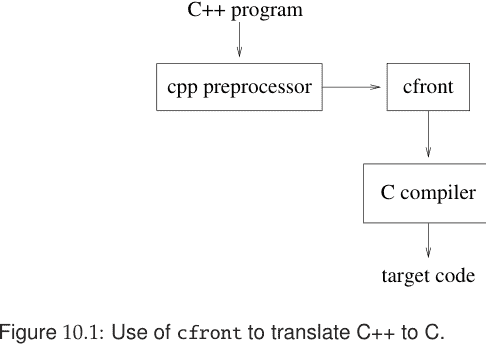 C++ program
cpp preprocessor
cfront
C compiler
target code
Figure 10.1: Use of cfront to translate C++ to C.